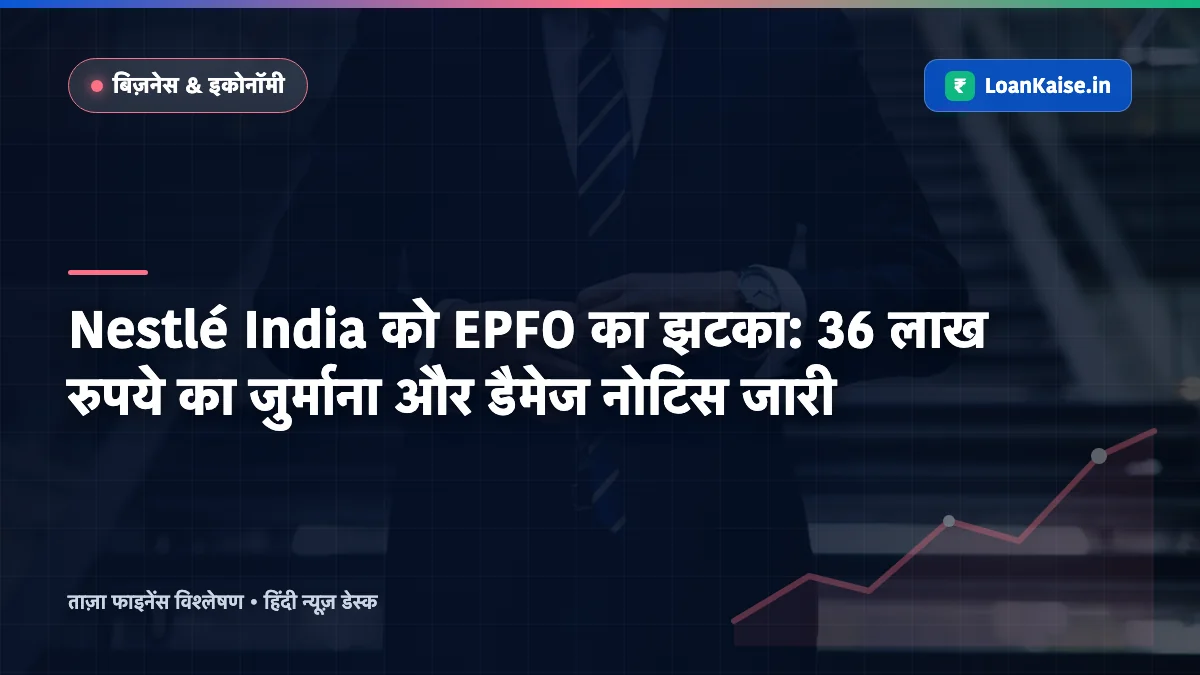 बिज़नेस & इकोनॉमी
₹ LoanKaise.in
Nestlé India को EPFO का झटका: 36 लाख
रुपये का जुर्माना और डैमेज नोटिस जारी
ताज़ा फाइनेंस विश्लेषण • हिंदी न्यूज़ डेस्क